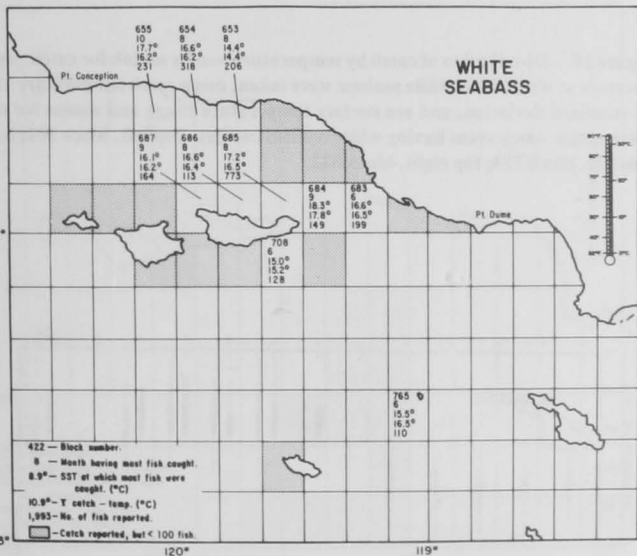 655 654 653
10 8 8
17.7° 16.6° 14.4°
16.2° 16.2° 14.4°
231 318 112
Pt. Conception
WHITE
SEABASS
687 686 685
9 8 8
16.1° 16.6° 17.2°
16.2° 16.4° 16.5°
164 113 773
684 683
9 6
18.3° 16.6°
17.8° 16.5°
149 199
Pt. Dume
708
6
15.0°
15.2°
128
765
6
15.5°
16.5°
110
422 — Block number.
8 — Month having most fish caught.
8.9° — SST at which most fish were
caught. (°C)
10.9° — T catch – temp. (°C)
1,993 — No. of fish reported.
— Catch reported, but < 100 fish.
120° 119°